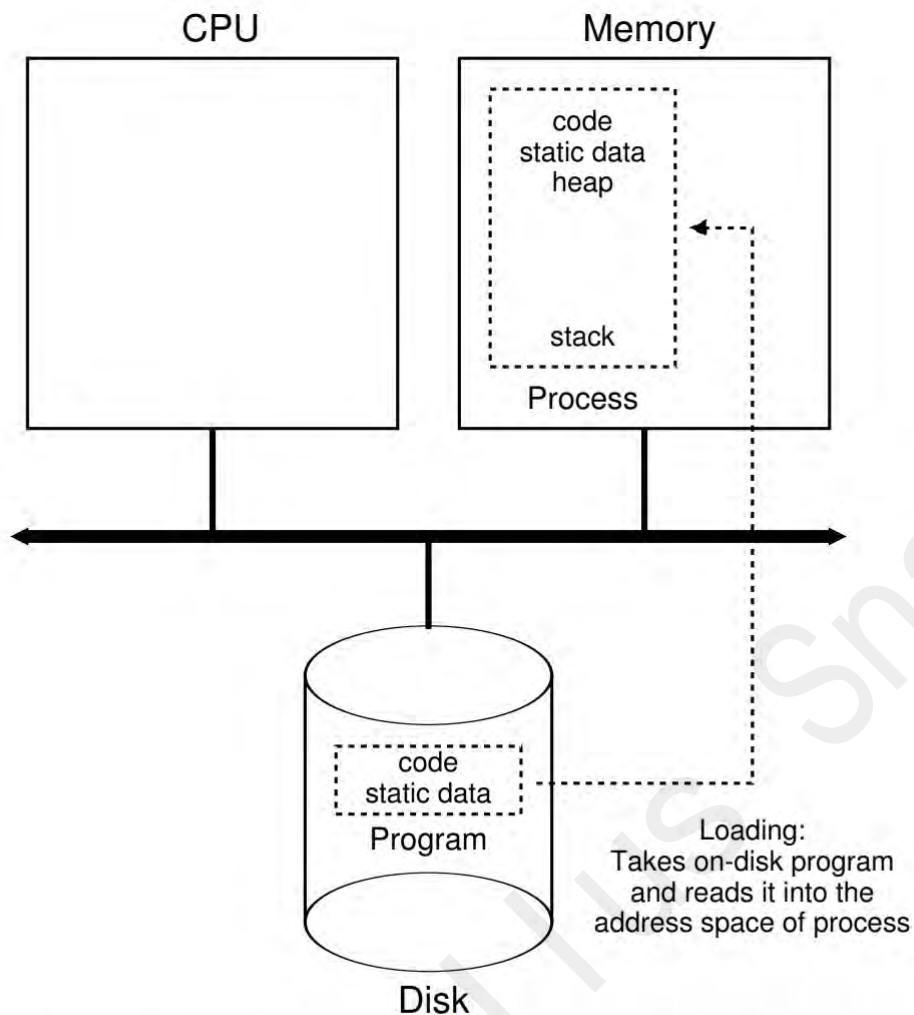 CPU
Memory
code
static data
heap
stack
Process
code
static data
Program
Loading:
Takes on-disk program
and reads it into the
address space of process
Disk